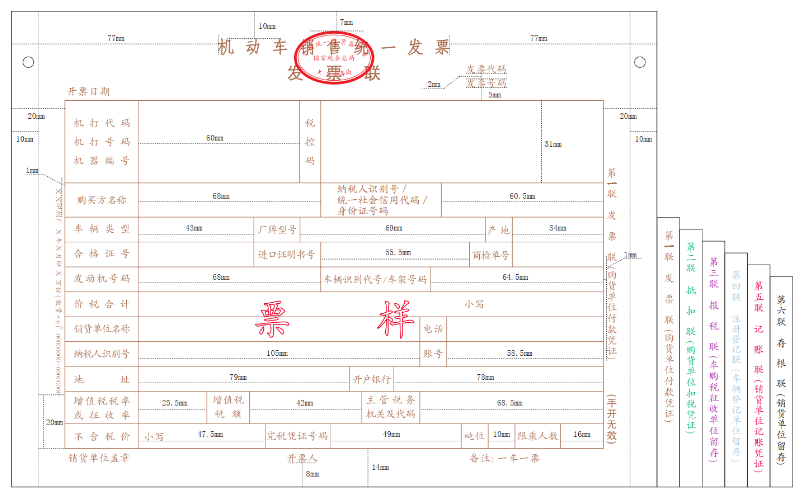 10mm
7mm
77mm
77mm
机动车销售统一发票
国家税务总局
发票联
发票代码
2mm
发票号码
5mm
开票日期
20mm
20mm
机打代码
税控码
机打号码
60mm
31mm
10mm
10mm
机器编号
1mm
购买方名称
68mm
纳税人识别号/
统一社会信用代码/
身份证号码
60.5mm
车辆类型
43mm
厂牌型号
69mm
产地
34mm
合格证号
进口证明书号
55.5mm
商检单号
1mm
发动机号码
68mm
车辆识别代号/车架号码
64.5mm
价税合计
票样
小写
销货单位名称
电话
纳税人识别号
105mm
账号
58.5mm
地址
79mm
开户银行
78mm
增值税税率
或征收率
25.5mm
增值税
税额
42mm
主管税务
机关及代码
68.5mm
20mm
不含税价
小写
47.5mm
完税凭证号码
49mm
吨位
10mm
限乘人数
16mm
销货单位盖章
开票人
备注:一车一票
14mm
8mm
第一联 发票联(购货单位付款凭证)
(手开无效)
第一联 发票联(购货单位付款凭证)
第二联 抵扣联(购货单位扣税凭证)
第三联 报税联(车购税征收单位留存)
第四联 注册登记联(车辆登记单位留存)
第五联 记账联(销货单位记账凭证)
第六联 存根联(销货单位留存)